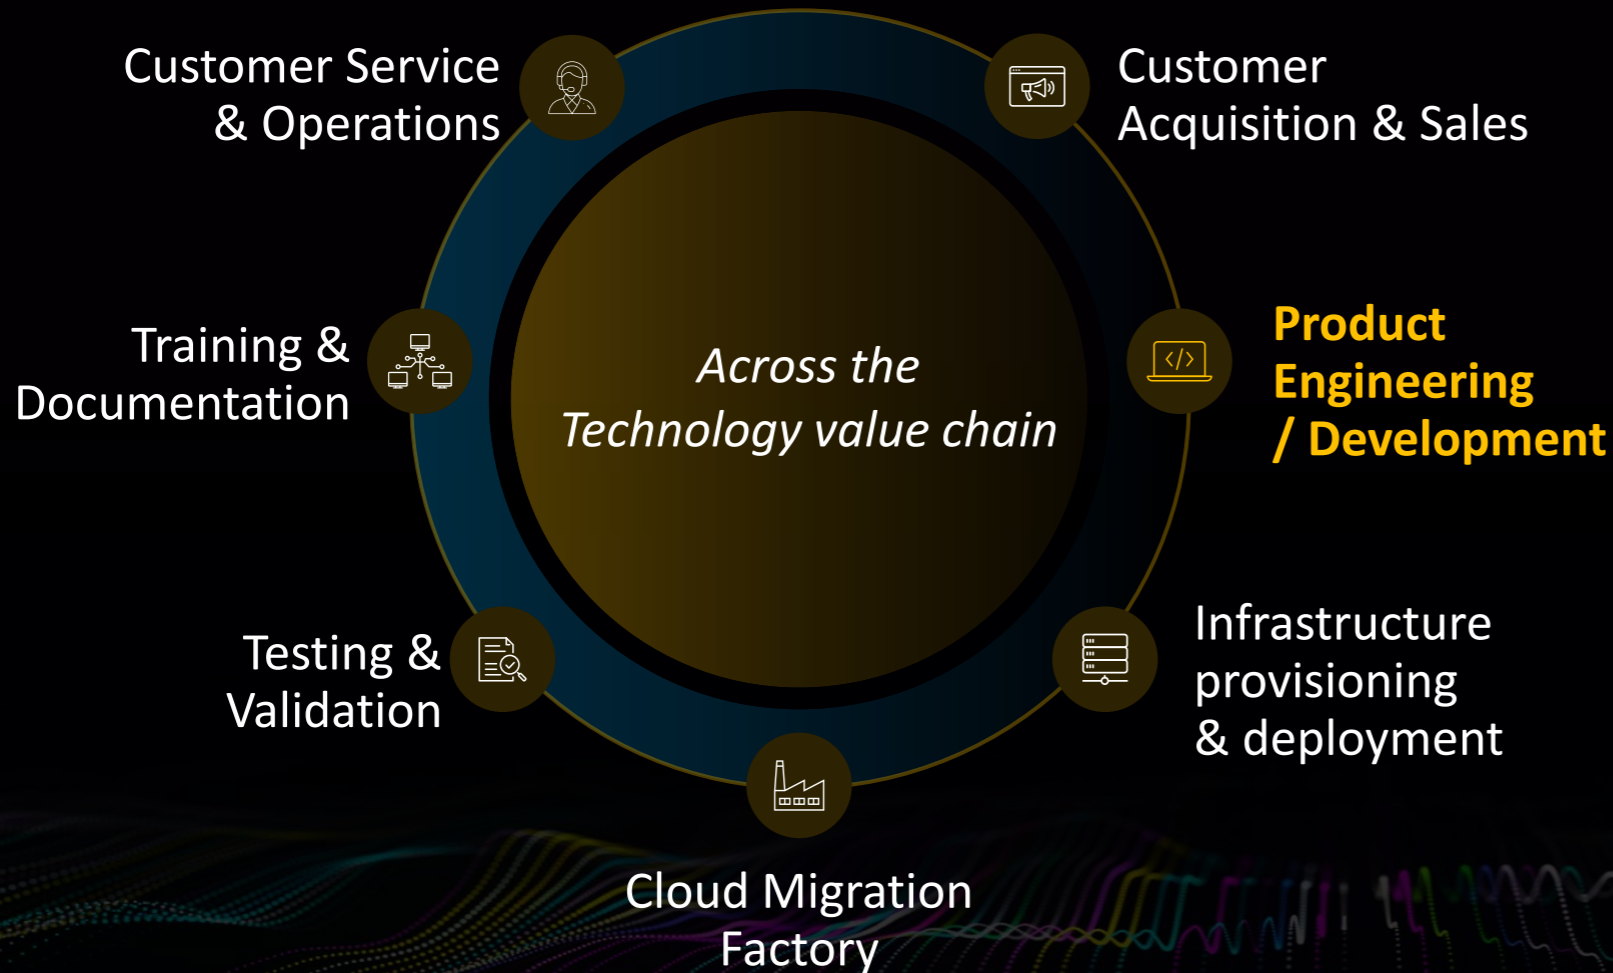 Customer Service
& Operations
Customer
Acquisition & Sales
Training &
Documentation
Across the
Technology value chain
Product
Engineering
/ Development
Testing &
Validation
Infrastructure
provisioning
& deployment
Cloud Migration
Factory